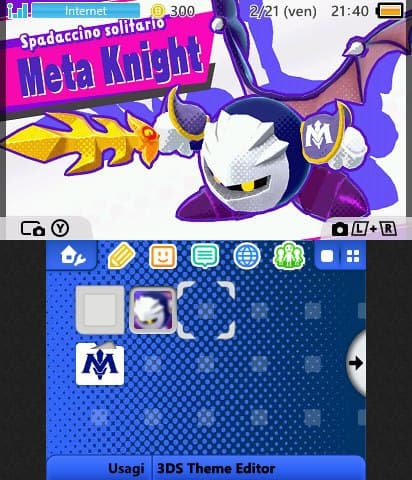 Internet 300 2/21 (ven) 21:40
Spadaccino solitario
Meta Knight
Y L+R
Usagi 3DS Theme Editor